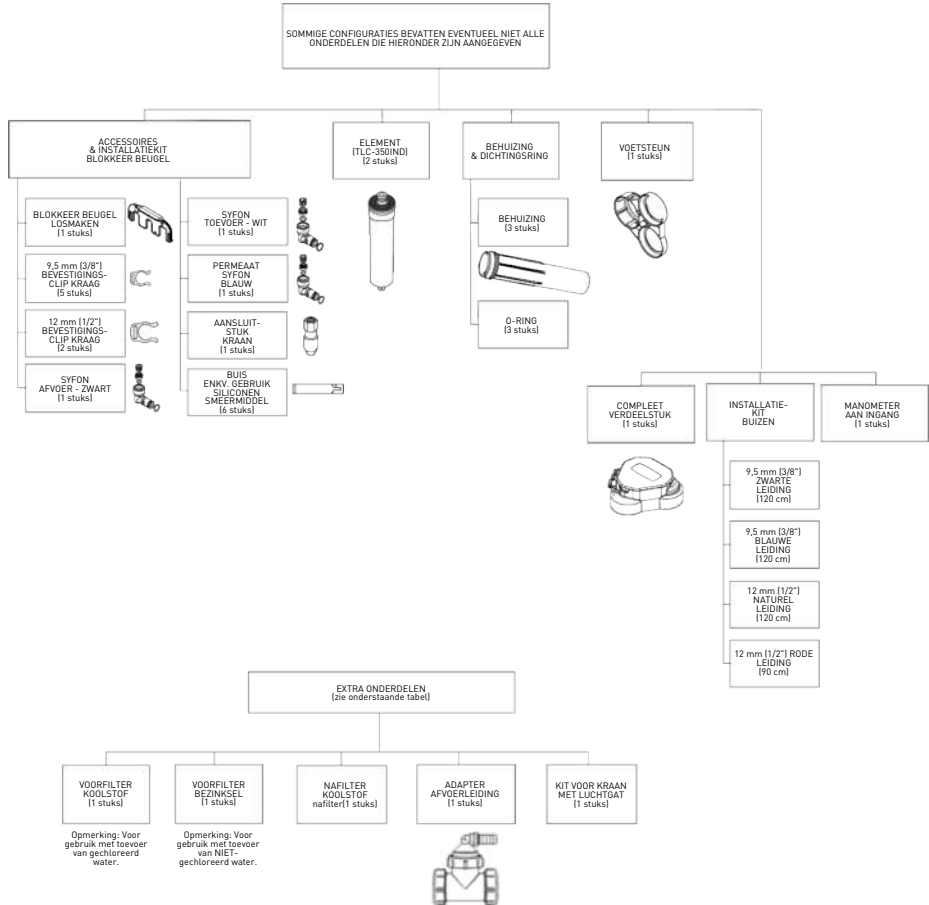 SOMMIGE CONFIGURATIES BEVATTEN EVENTUEEL NIET ALLE
ONDERDELEN DIE HIERONDER ZIJN AANGEGEVEN
ACCESSOIRES
& INSTALLATIEKIT
BLOKKEER BEUGEL
ELEMENT
(TLC-350IND)
(2 stuks)
BEHUIZING
& DICHTINGSRING
VOETSTEUN
(1 stuks)
BLOKKEER BEUGEL
LOSMAKEN
(1 stuks)
9,5 mm (3/8")
BEVESTIGINGS-
CLIP KRAAG
(5 stuks)
12 mm (1/2")
BEVESTIGINGS-
CLIP KRAAG
(2 stuks)
SYFON
AFVOER - ZWART
(1 stuks)
SYFON
TOEVOER - WIT
(1 stuks)
PERMEAAT
SYFON
BLAUW
(1 stuks)
AANSLUIT-
STUK
KRAAN
(1 stuks)
BUIS
ENKV. GEBRUIK
SILICONEN
SMEERMIDDEL
(6 stuks)
BEHUIZING
(3 stuks)
O-RING
(3 stuks)
COMPLEET
VERDEELSTUK
(1 stuks)
INSTALLATIE-
KIT
BUIZEN
MANOMETER
AAN INGANG
(1 stuks)
9,5 mm (3/8")
ZWARTE
LEIDING
(120 cm)
9,5 mm (3/8")
BLAUWE
LEIDING
(120 cm)
12 mm (1/2")
NATUREL
LEIDING
(120 cm)
12 mm (1/2") RODE
LEIDING
(90 cm)
EXTRA ONDERDELEN
(zie onderstaande tabel)
VOORFILTER
KOOLSTOF
(1 stuks)
Opmerking: Voor
gebruik met toevoer
van gechloreerd
water.
VOORFILTER
BEZINKSEL
(1 stuks)
Opmerking: Voor
gebruik met toevoer
van NIET-
gechloreerd water.
NAFILTER
KOOLSTOF
nafilter(1 stuks)
ADAPTER
AFVOERLEIDING
(1 stuks)
KIT VOOR KRAAN
MET LUCHTGAT
(1 stuks)